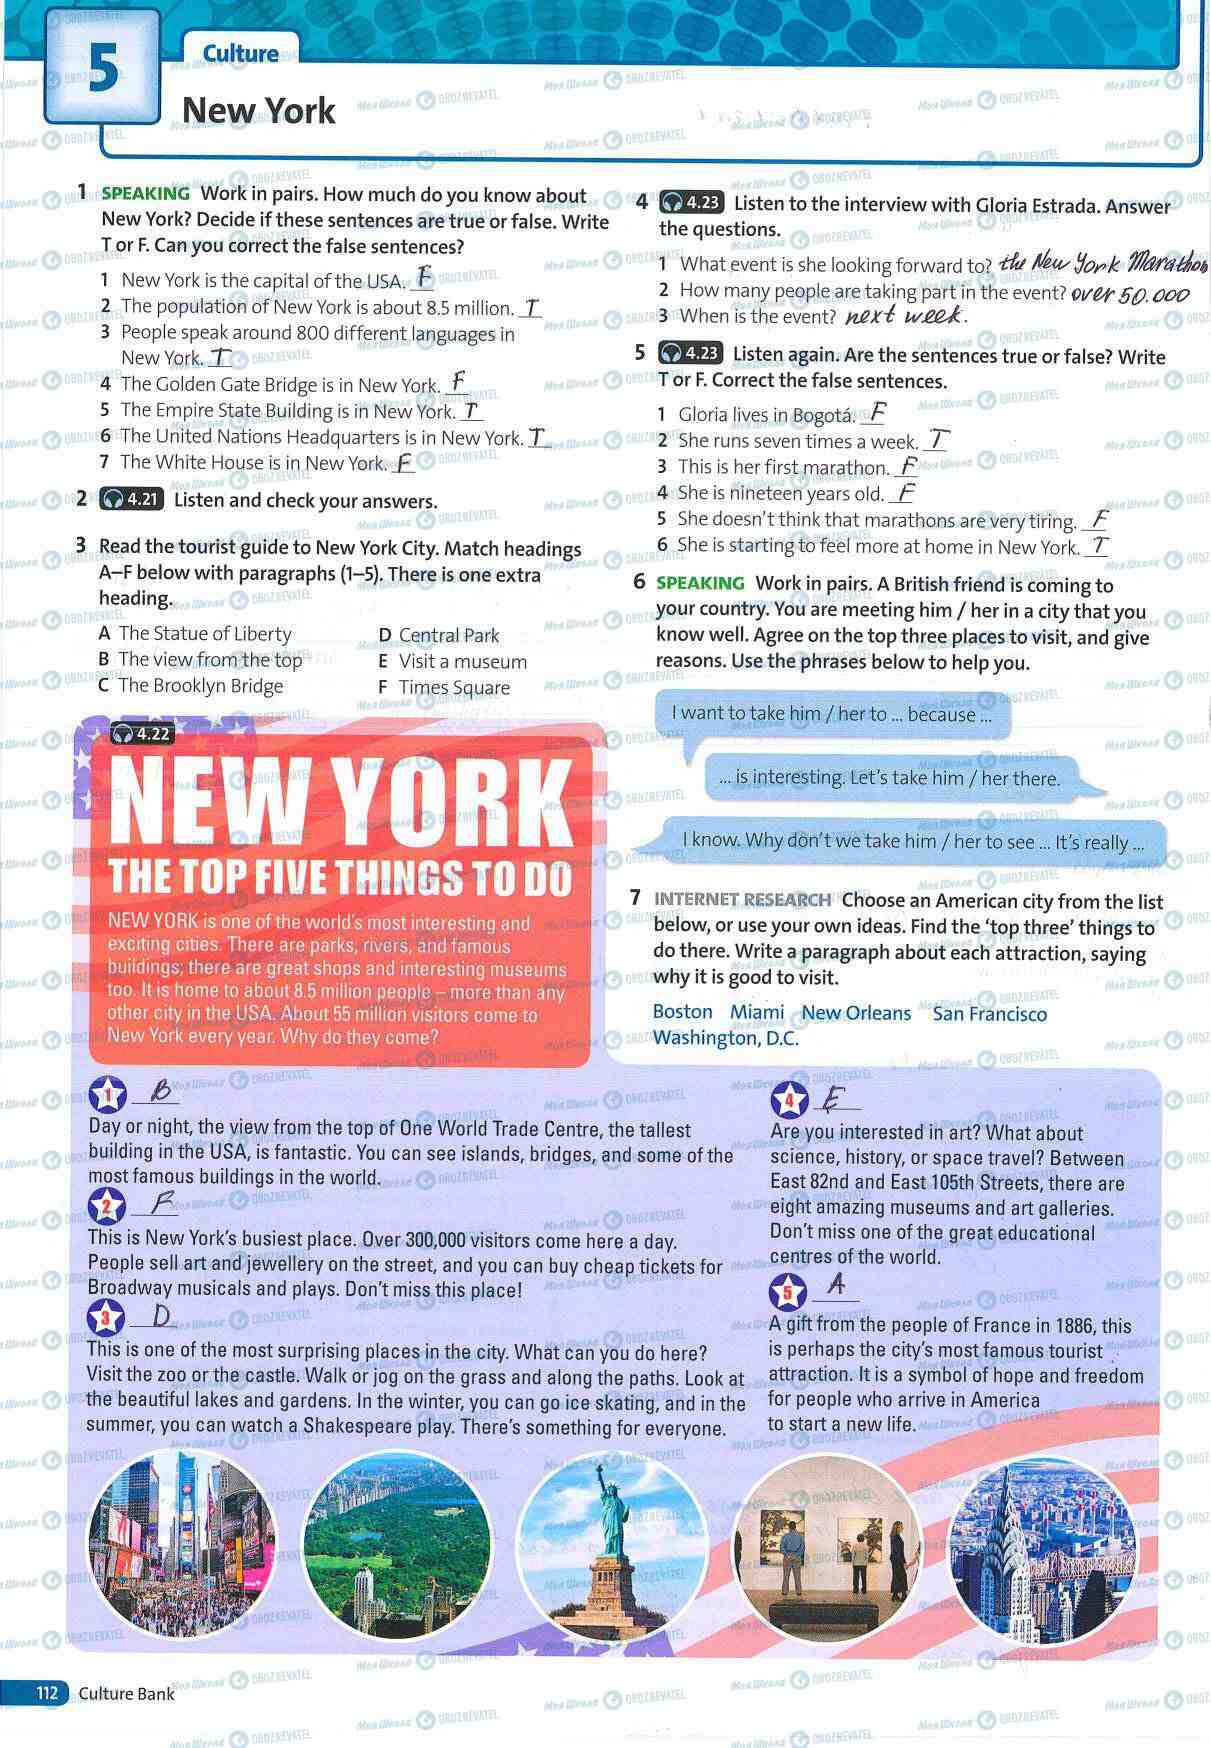 5
Culture
New York
1 SPEAKING Work in pairs. How much do you know about
New York? Decide if these sentences are true or false. Write
T or F. Can you correct the false sentences?
1 New York is the capital of the USA. F
2 The population of New York is about 8.5 million. T
3 People speak around 800 different languages in
New York. T
4 The Golden Gate Bridge is in New York. F
5 The Empire State Building is in New York. T
6 The United Nations Headquarters is in New York. T
7 The White House is in New York. F
2 4.21 Listen and check your answers.
3 Read the tourist guide to New York City. Match headings
A–F below with paragraphs (1–5). There is one extra
heading.
A The Statue of Liberty
B The view from the top
C The Brooklyn Bridge
D Central Park
E Visit a museum
F Times Square
4.22
NEW YORK
THE TOP FIVE THINGS TO DO
NEW YORK is one of the world's most interesting and
exciting cities. There are parks, rivers, and famous
buildings; there are great shops and interesting museums
too. It is home to about 8.5 million people – more than any
other city in the USA. About 55 million visitors come to
New York every year. Why do they come?
4 4.23 Listen to the interview with Gloria Estrada. Answer
the questions.
1 What event is she looking forward to? the New York Marathon
2 How many people are taking part in the event? over 50.000
3 When is the event? next week.
5 4.23 Listen again. Are the sentences true or false? Write
T or F. Correct the false sentences.
1 Gloria lives in Bogotá. F
2 She runs seven times a week. T
3 This is her first marathon. F
4 She is nineteen years old. F
5 She doesn't think that marathons are very tiring. F
6 She is starting to feel more at home in New York. T
6 SPEAKING Work in pairs. A British friend is coming to
your country. You are meeting him / her in a city that you
know well. Agree on the top three places to visit, and give
reasons. Use the phrases below to help you.
I want to take him / her to ... because ...
... is interesting. Let's take him / her there.
I know. Why don't we take him / her to see ... It's really ...
7 INTERNET RESEARCH Choose an American city from the list
below, or use your own ideas. Find the 'top three' things to
do there. Write a paragraph about each attraction, saying
why it is good to visit.
Boston Miami New Orleans San Francisco
Washington, D.C.
1 B
Day or night, the view from the top of One World Trade Centre, the tallest
building in the USA, is fantastic. You can see islands, bridges, and some of the
most famous buildings in the world.
2 F
This is New York's busiest place. Over 300,000 visitors come here a day.
People sell art and jewellery on the street, and you can buy cheap tickets for
Broadway musicals and plays. Don't miss this place!
3 D
This is one of the most surprising places in the city. What can you do here?
Visit the zoo or the castle. Walk or jog on the grass and along the paths. Look at
the beautiful lakes and gardens. In the winter, you can go ice skating, and in the
summer, you can watch a Shakespeare play. There's something for everyone.
4 E
Are you interested in art? What about
science, history, or space travel? Between
East 82nd and East 105th Streets, there are
eight amazing museums and art galleries.
Don't miss one of the great educational
centres of the world.
5 A
A gift from the people of France in 1886, this
is perhaps the city's most famous tourist
attraction. It is a symbol of hope and freedom
for people who arrive in America
to start a new life.
112 Culture Bank
Моя Школа OBOZREVATEL